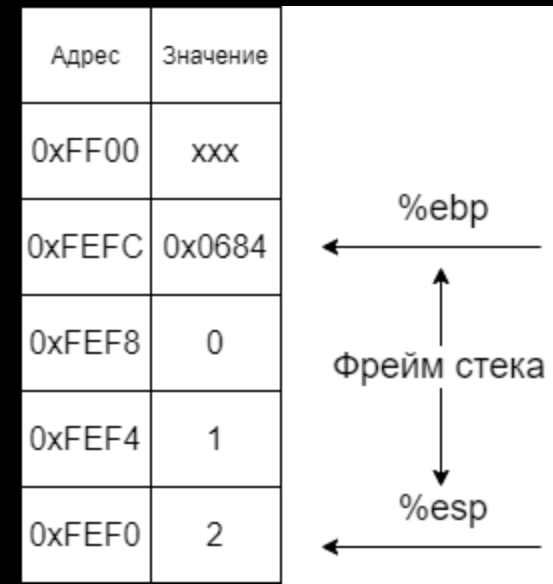 Адрес Значение
0xFF00 xxx
%ebp
0xFEFC 0x0684
0xFEF8 0
Фрейм стека
0xFEF4 1
%esp
0xFEF0 2